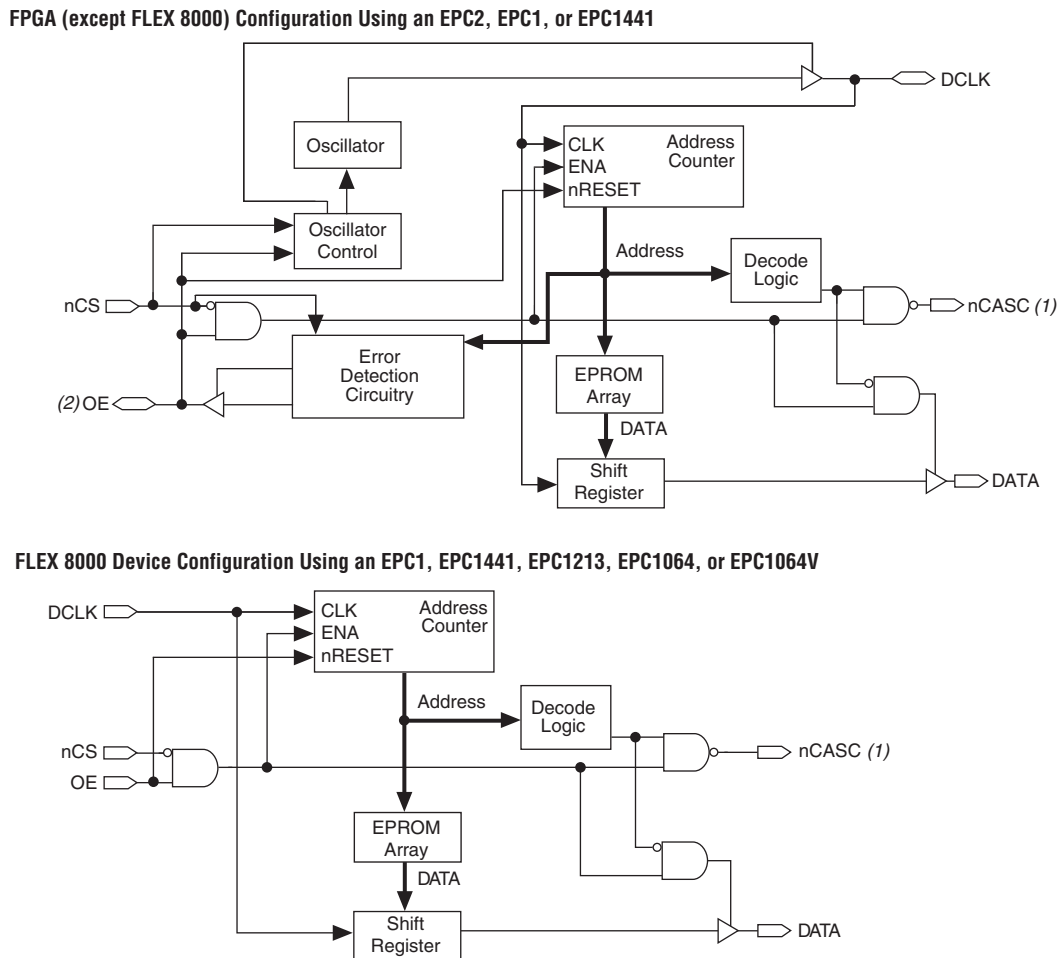 FPGA (except FLEX 8000) Configuration Using an EPC2, EPC1, or EPC1441
DCLK
Oscillator
CLK
Address
Counter
ENA
nRESET
Oscillator
Control
Address
Decode
Logic
nCS
nCASC (1)
Error
Detection
Circuitry
EPROM
Array
(2) OE
DATA
Shift
Register
DATA
FLEX 8000 Device Configuration Using an EPC1, EPC1441, EPC1213, EPC1064, or EPC1064V
DCLK
CLK
Address
Counter
ENA
nRESET
Address
Decode
Logic
nCS
nCASC (1)
OE
EPROM
Array
DATA
Shift
Register
DATA